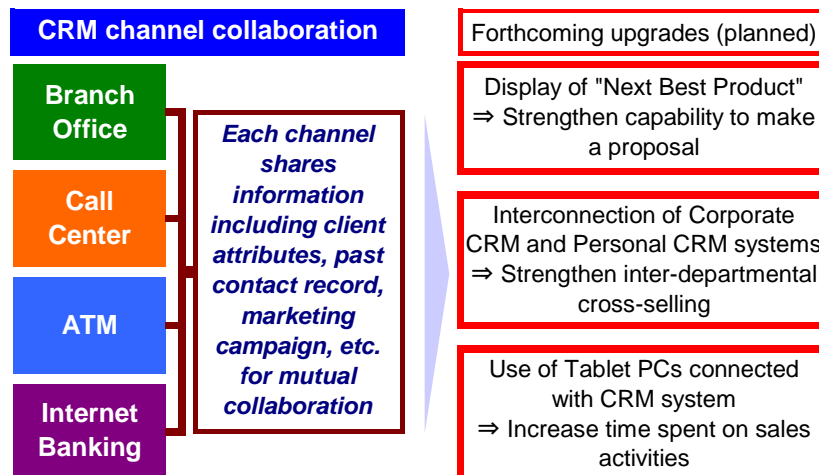 CRM channel collaboration
Branch
Office
Call
Center
ATM
Internet
Banking
Each channel
shares
information
including client
attributes, past
contact record,
marketing
campaign, etc.
for mutual
collaboration
Forthcoming upgrades (planned)
Display of "Next Best Product"
⇒ Strengthen capability to make
a proposal
Interconnection of Corporate
CRM and Personal CRM systems
⇒ Strengthen inter-departmental
cross-selling
Use of Tablet PCs connected
with CRM system
⇒ Increase time spent on sales
activities